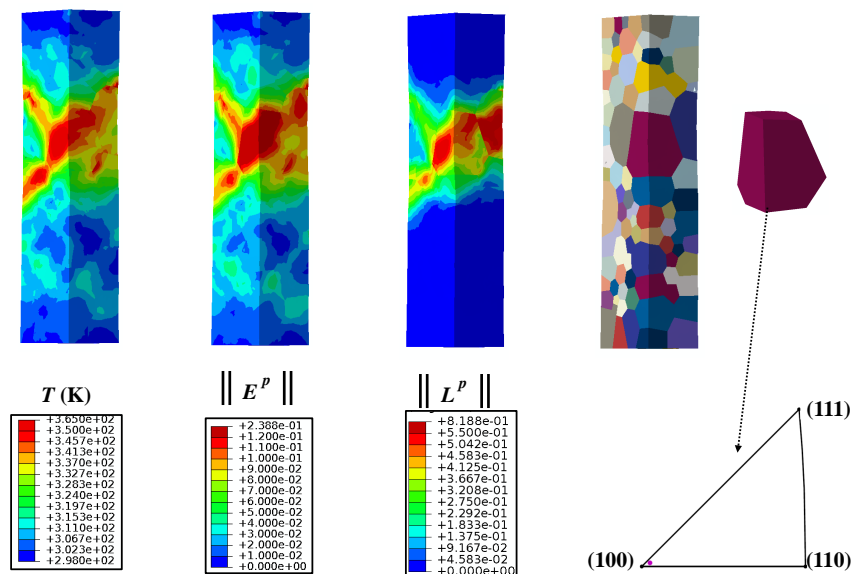 T (K)
+3.650e+02
+3.500e+02
+3.457e+02
+3.413e+02
+3.370e+02
+3.327e+02
+3.283e+02
+3.240e+02
+3.197e+02
+3.153e+02
+3.110e+02
+3.067e+02
+3.023e+02
+2.980e+02
‖ E^p ‖
+2.388e-01
+1.200e-01
+1.100e-01
+1.000e-01
+9.000e-02
+8.000e-02
+7.000e-02
+6.000e-02
+5.000e-02
+4.000e-02
+3.000e-02
+2.000e-02
+1.000e-02
+0.000e+00
‖ L^p ‖
+8.188e-01
+5.500e-01
+5.042e-01
+4.583e-01
+4.125e-01
+3.667e-01
+3.208e-01
+2.750e-01
+2.292e-01
+1.833e-01
+1.375e-01
+9.167e-02
+4.583e-02
+0.000e+00
(111)
(100)
(110)